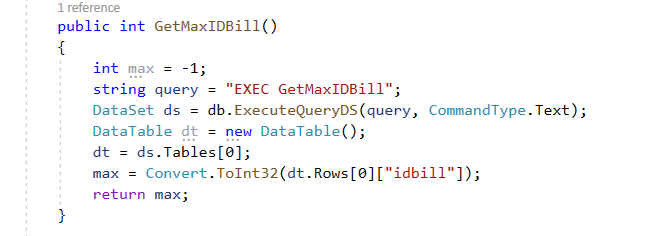 1 reference
public int GetMaxIDBill()
{
int max = -1;
string query = "EXEC GetMaxIDBill";
DataSet ds = db.ExecuteQueryDS(query, CommandType.Text);
DataTable dt = new DataTable();
dt = ds.Tables[0];
max = Convert.ToInt32(dt.Rows[0]["idbill"]);
return max;
}